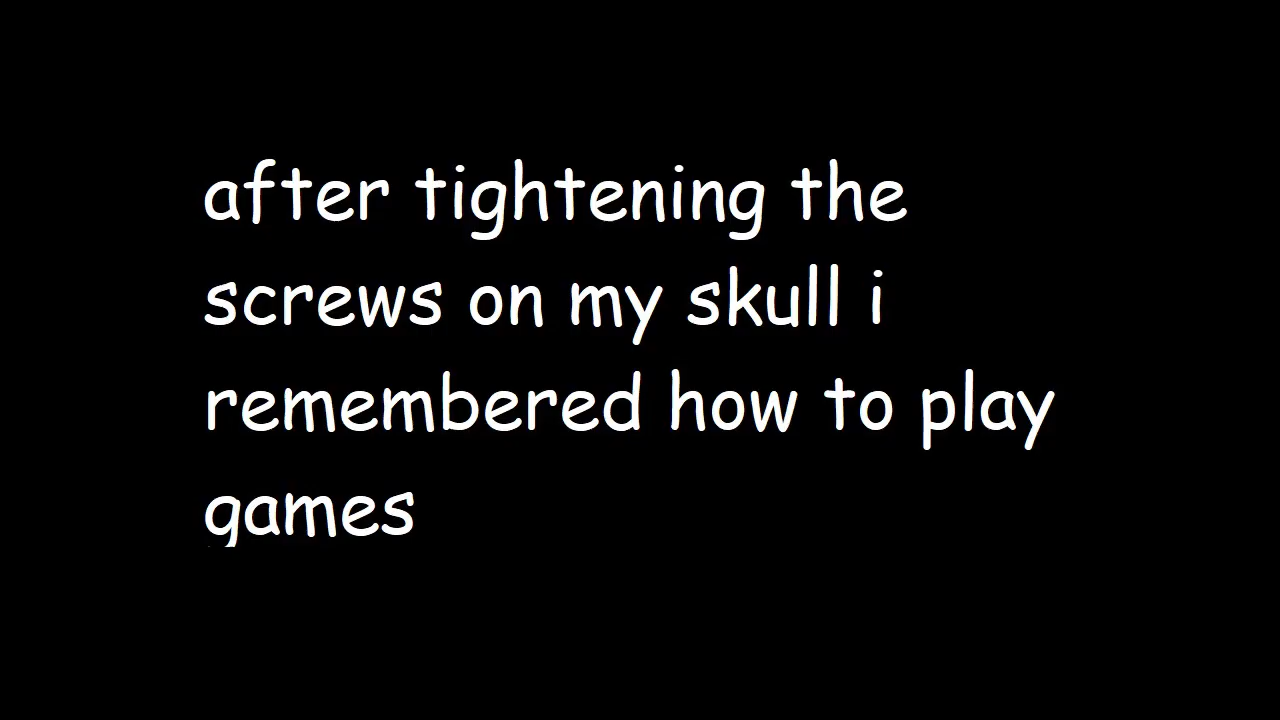 after tightening the
screws on my skull i
remembered how to play
games